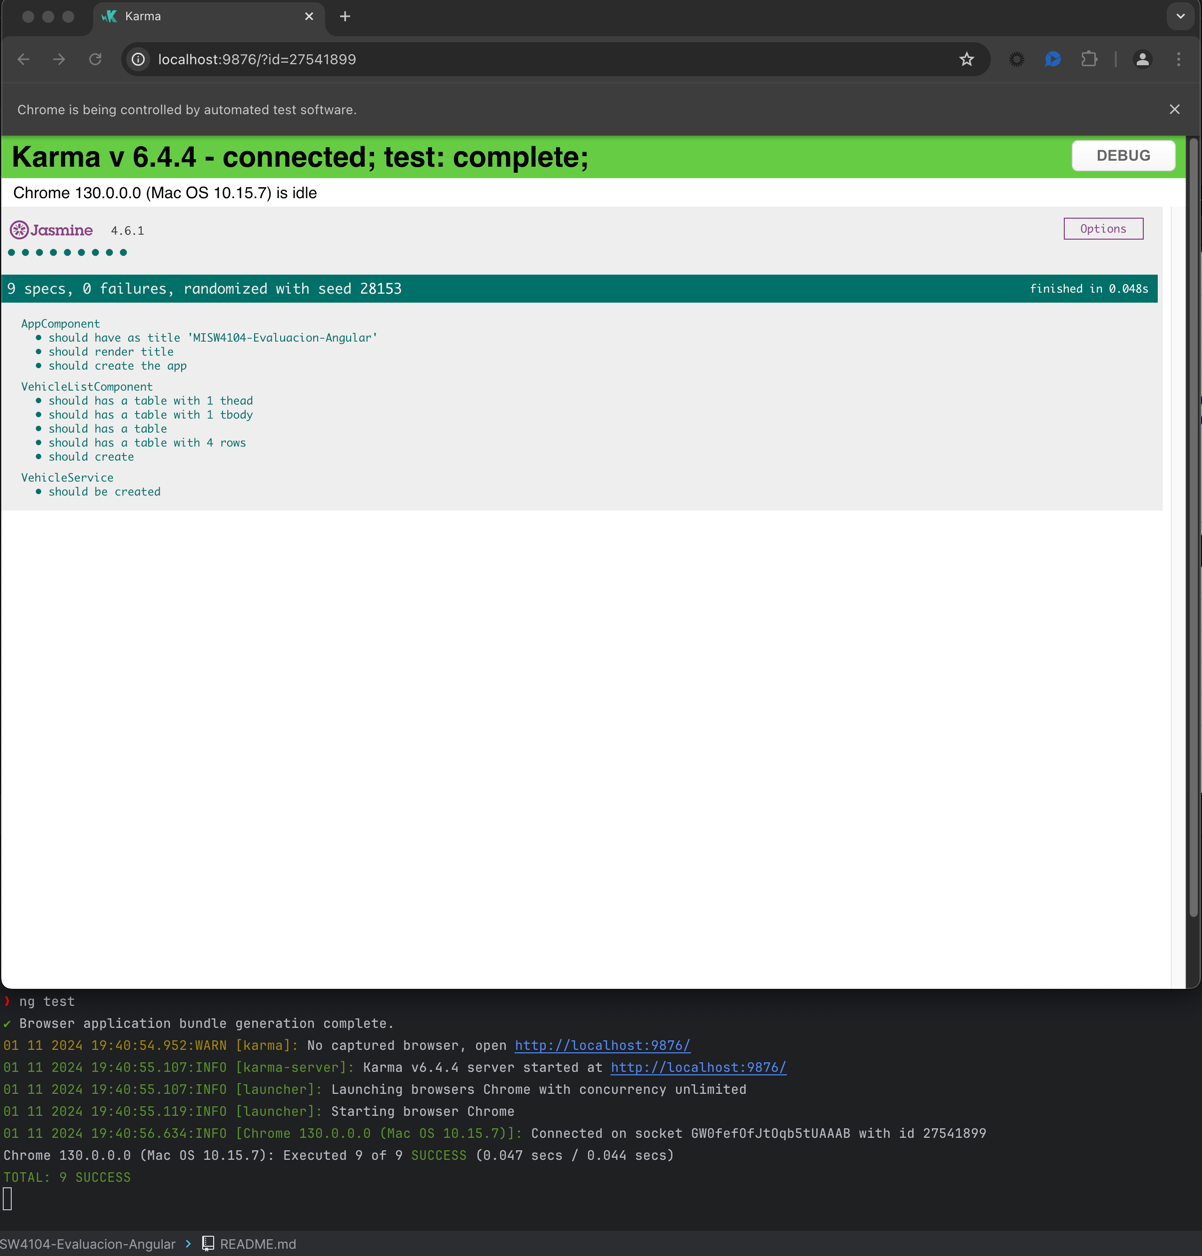 Karma
localhost:9876/?id=27541899
Chrome is being controlled by automated test software.
Karma v 6.4.4 - connected; test: complete;
DEBUG
Chrome 130.0.0.0 (Mac OS 10.15.7) is idle
Jasmine 4.6.1
Options
9 specs, 0 failures, randomized with seed 28153
finished in 0.048s
AppComponent
• should have as title 'MISW4104-Evaluacion-Angular'
• should render title
• should create the app
VehicleListComponent
• should has a table with 1 thead
• should has a table with 1 tbody
• should has a table
• should has a table with 4 rows
• should create
VehicleService
• should be created
❯ ng test
✔ Browser application bundle generation complete.
01 11 2024 19:40:54.952:WARN [karma]: No captured browser, open http://localhost:9876/
01 11 2024 19:40:55.107:INFO [karma-server]: Karma v6.4.4 server started at http://localhost:9876/
01 11 2024 19:40:55.107:INFO [launcher]: Launching browsers Chrome with concurrency unlimited
01 11 2024 19:40:55.119:INFO [launcher]: Starting browser Chrome
01 11 2024 19:40:56.634:INFO [Chrome 130.0.0.0 (Mac OS 10.15.7)]: Connected on socket GW0fefOfJtOqb5tUAAAB with id 27541899
Chrome 130.0.0.0 (Mac OS 10.15.7): Executed 9 of 9 SUCCESS (0.047 secs / 0.044 secs)
TOTAL: 9 SUCCESS
SW4104-Evaluacion-Angular > README.md